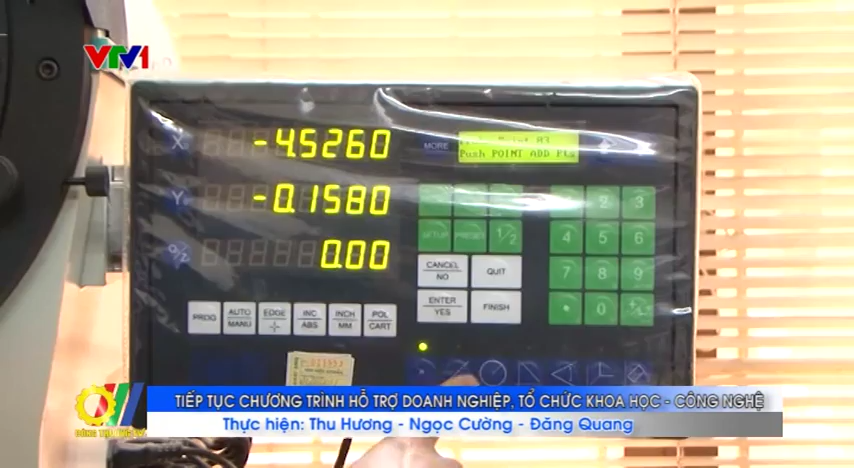 VTV1
X
-4.5260
MORE
Push POINT ADD Pts
Y
-0.1580
2 3
SETUP PRESET 1/2
4 5 6
0.00
CANCEL
NO
QUIT
7 8 9
ENTER
YES
FINISH
0
PROG
AUTO
MANU
EDGE
INC
ABS
INCH
MM
POL
CART
TIẾP TỤC CHƯƠNG TRÌNH HỖ TRỢ DOANH NGHIỆP, TỔ CHỨC KHOA HỌC - CÔNG NGHỆ
Thực hiện: Thu Hương - Ngọc Cường - Đăng Quang